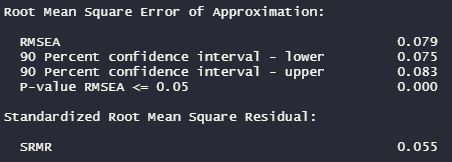 Root Mean Square Error of Approximation:
RMSEA 0.079
90 Percent confidence interval - lower 0.075
90 Percent confidence interval - upper 0.083
P-value RMSEA <= 0.05 0.000
Standardized Root Mean Square Residual:
SRMR 0.055